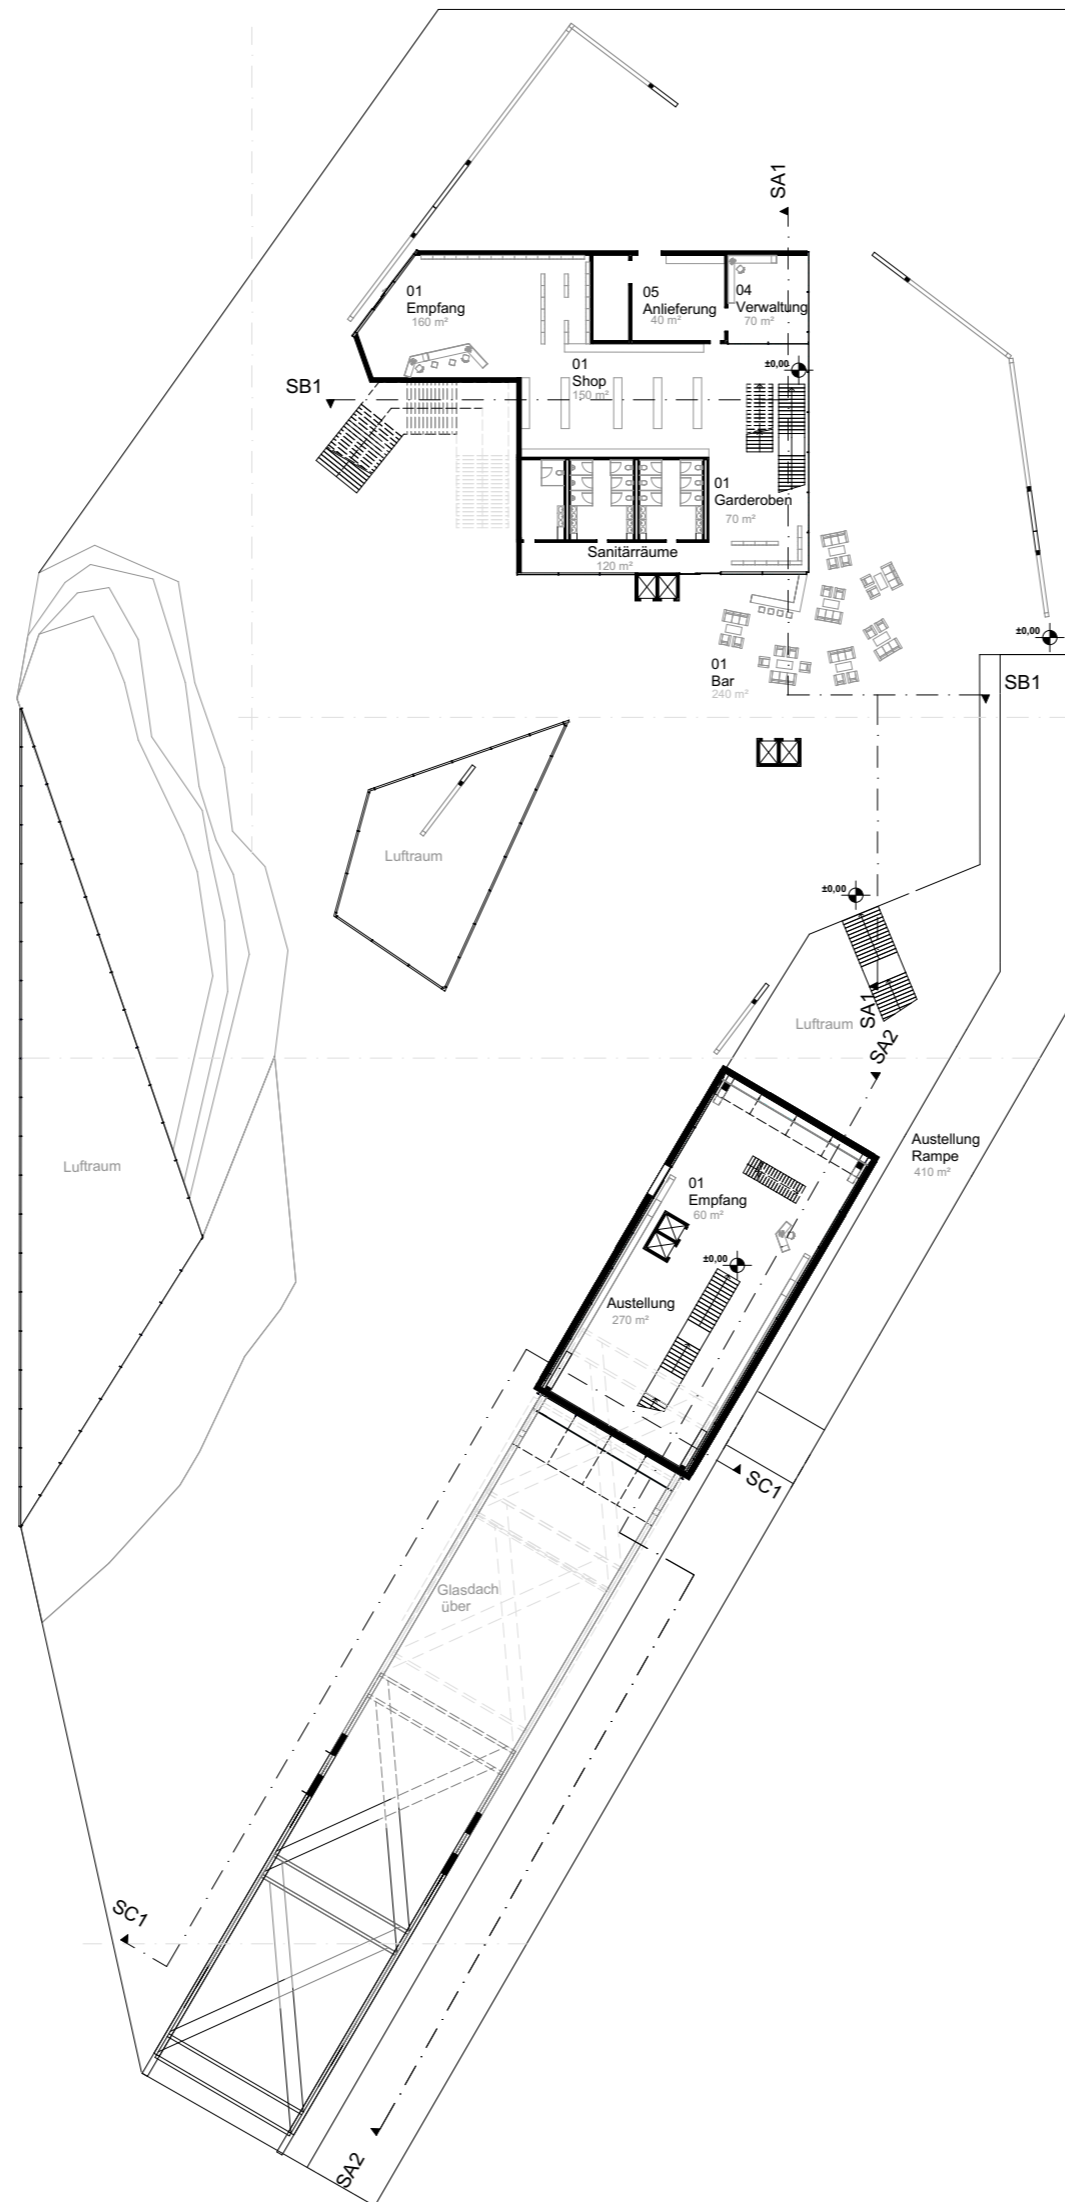 SA1
01
Empfang
160 m²
05
Anlieferung
40 m²
04
Verwaltung
70 m²
±0,00
01
Shop
150 m²
SB1
01
Garderoben
70 m²
Sanitärräume
120 m²
±0,00
01
Bar
240 m²
SB1
Luftraum
±0,00
SA1
Luftraum
SA2
Austellung
Rampe
410 m²
Luftraum
01
Empfang
60 m²
±0,00
Austellung
270 m²
SC1
Glasdach
über
SC1
SA2